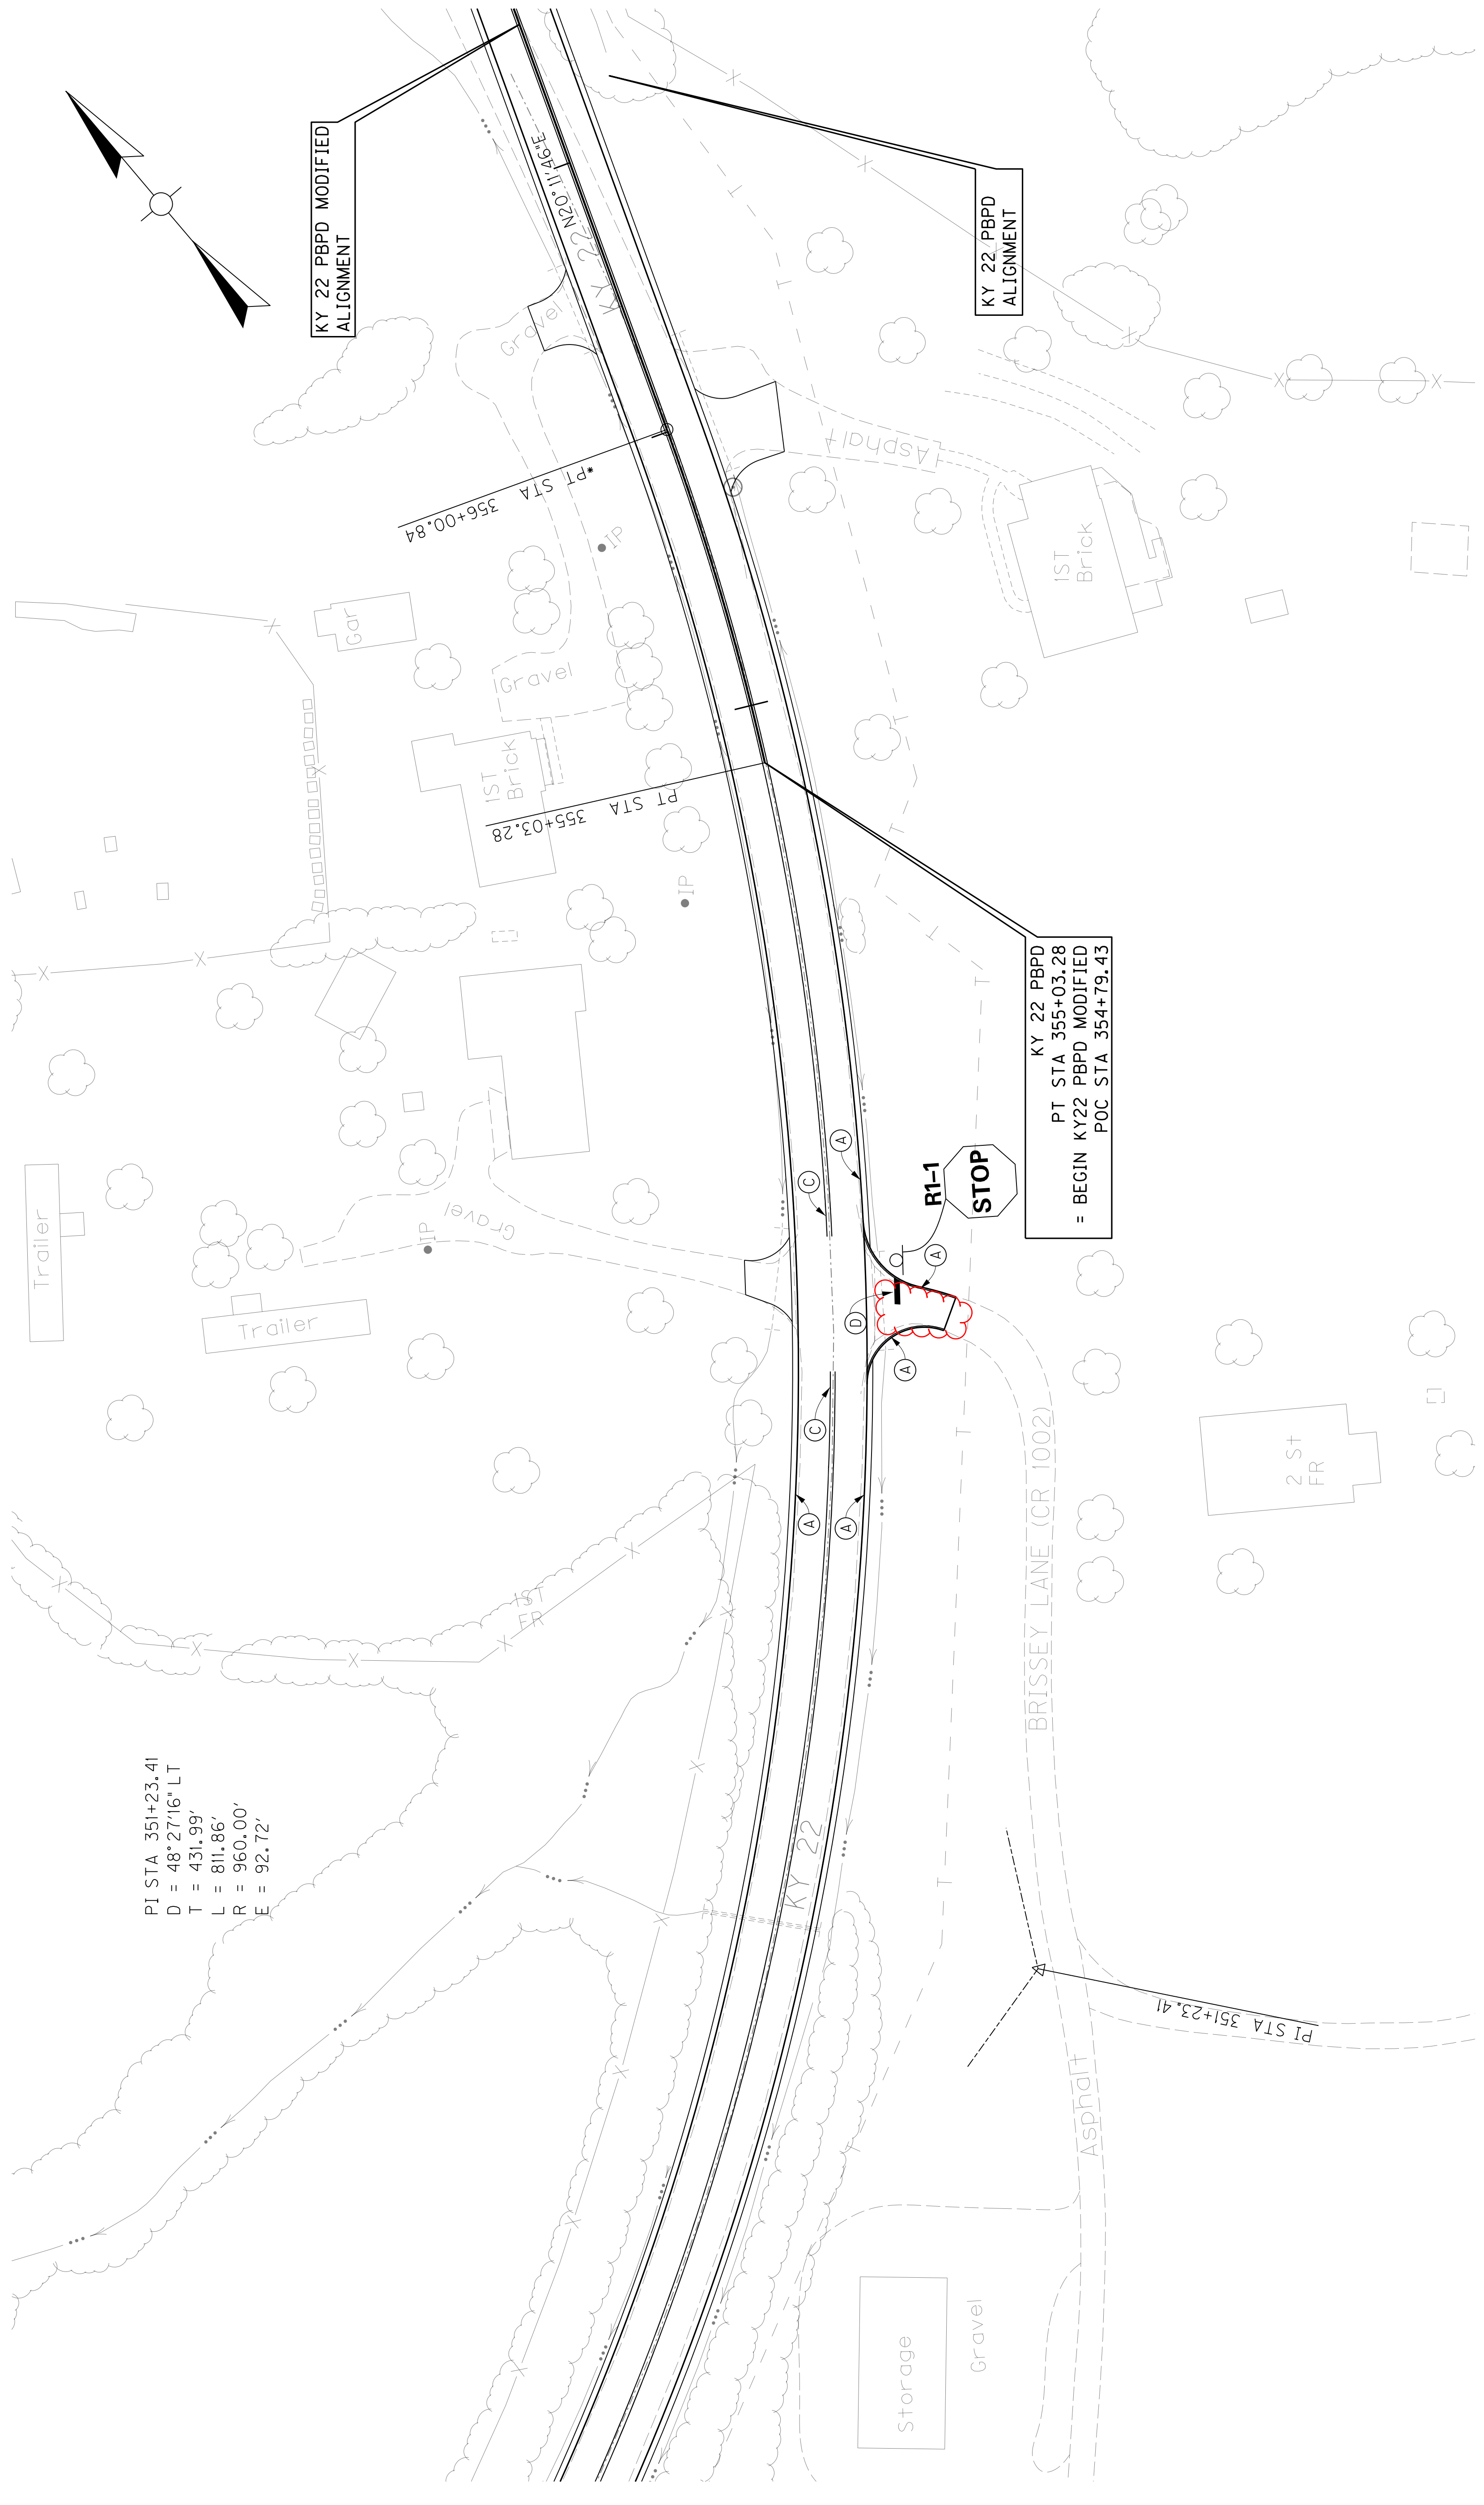 KY 22 PBPD MODIFIED
ALIGNMENT
N20°11'46"E
KY 22
KY 22 PBPD
ALIGNMENT
Gravel
Asphalt
PT STA 356+00.84
*
IP
1ST
Brick
Gar
Gravel
1ST
Brick
PT STA 355+03.28
IP
KY 22 PBPD
PT STA 355+03.28
= BEGIN KY22 PBPD MODIFIED
POC STA 354+79.43
A
C
R1-1
STOP
Trailer
IP
Gravel
A
D
Trailer
A
C
A
A
BRISSEY LANE (CR 1002)
2 St
FR
1ST
FR
PI STA 351+23.41
D = 48°27'16" LT
T = 431.99'
L = 811.86'
R = 960.00'
E = 92.72'
KY 22
PI STA 351+23.41
Asphalt
Storage
Gravel